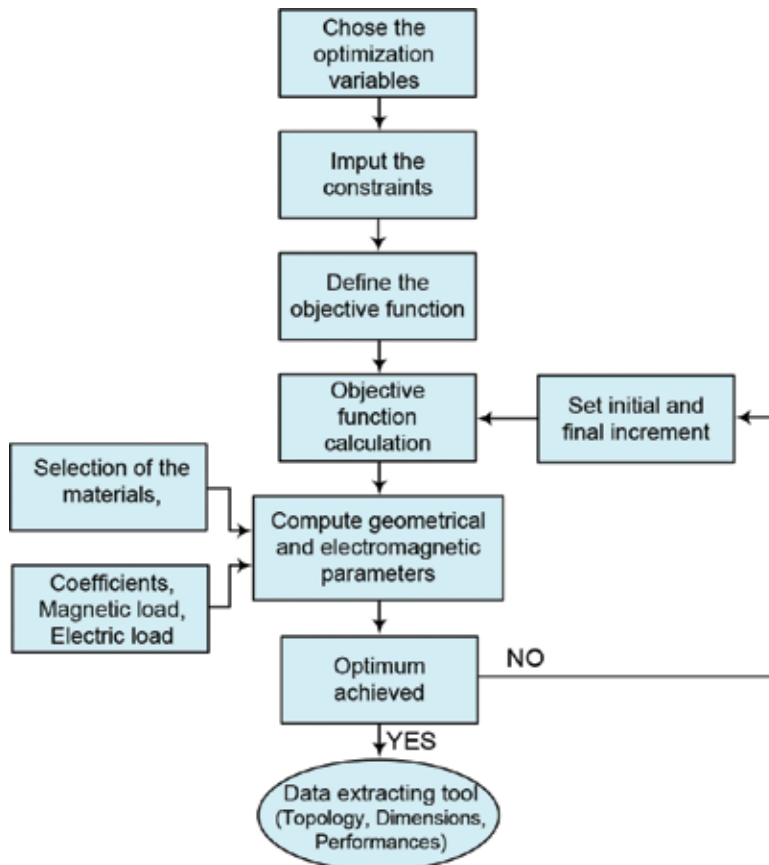 Chose the
optimization
variables
Imput the
constraints
Define the
objective function
Objective
function
calculation
Set initial and
final increment
Selection of the
materials,
Compute geometrical
and electromagnetic
parameters
Coefficients,
Magnetic load,
Electric load
Optimum
achieved
NO
YES
Data extracting tool
(Topology, Dimensions,
Performances)